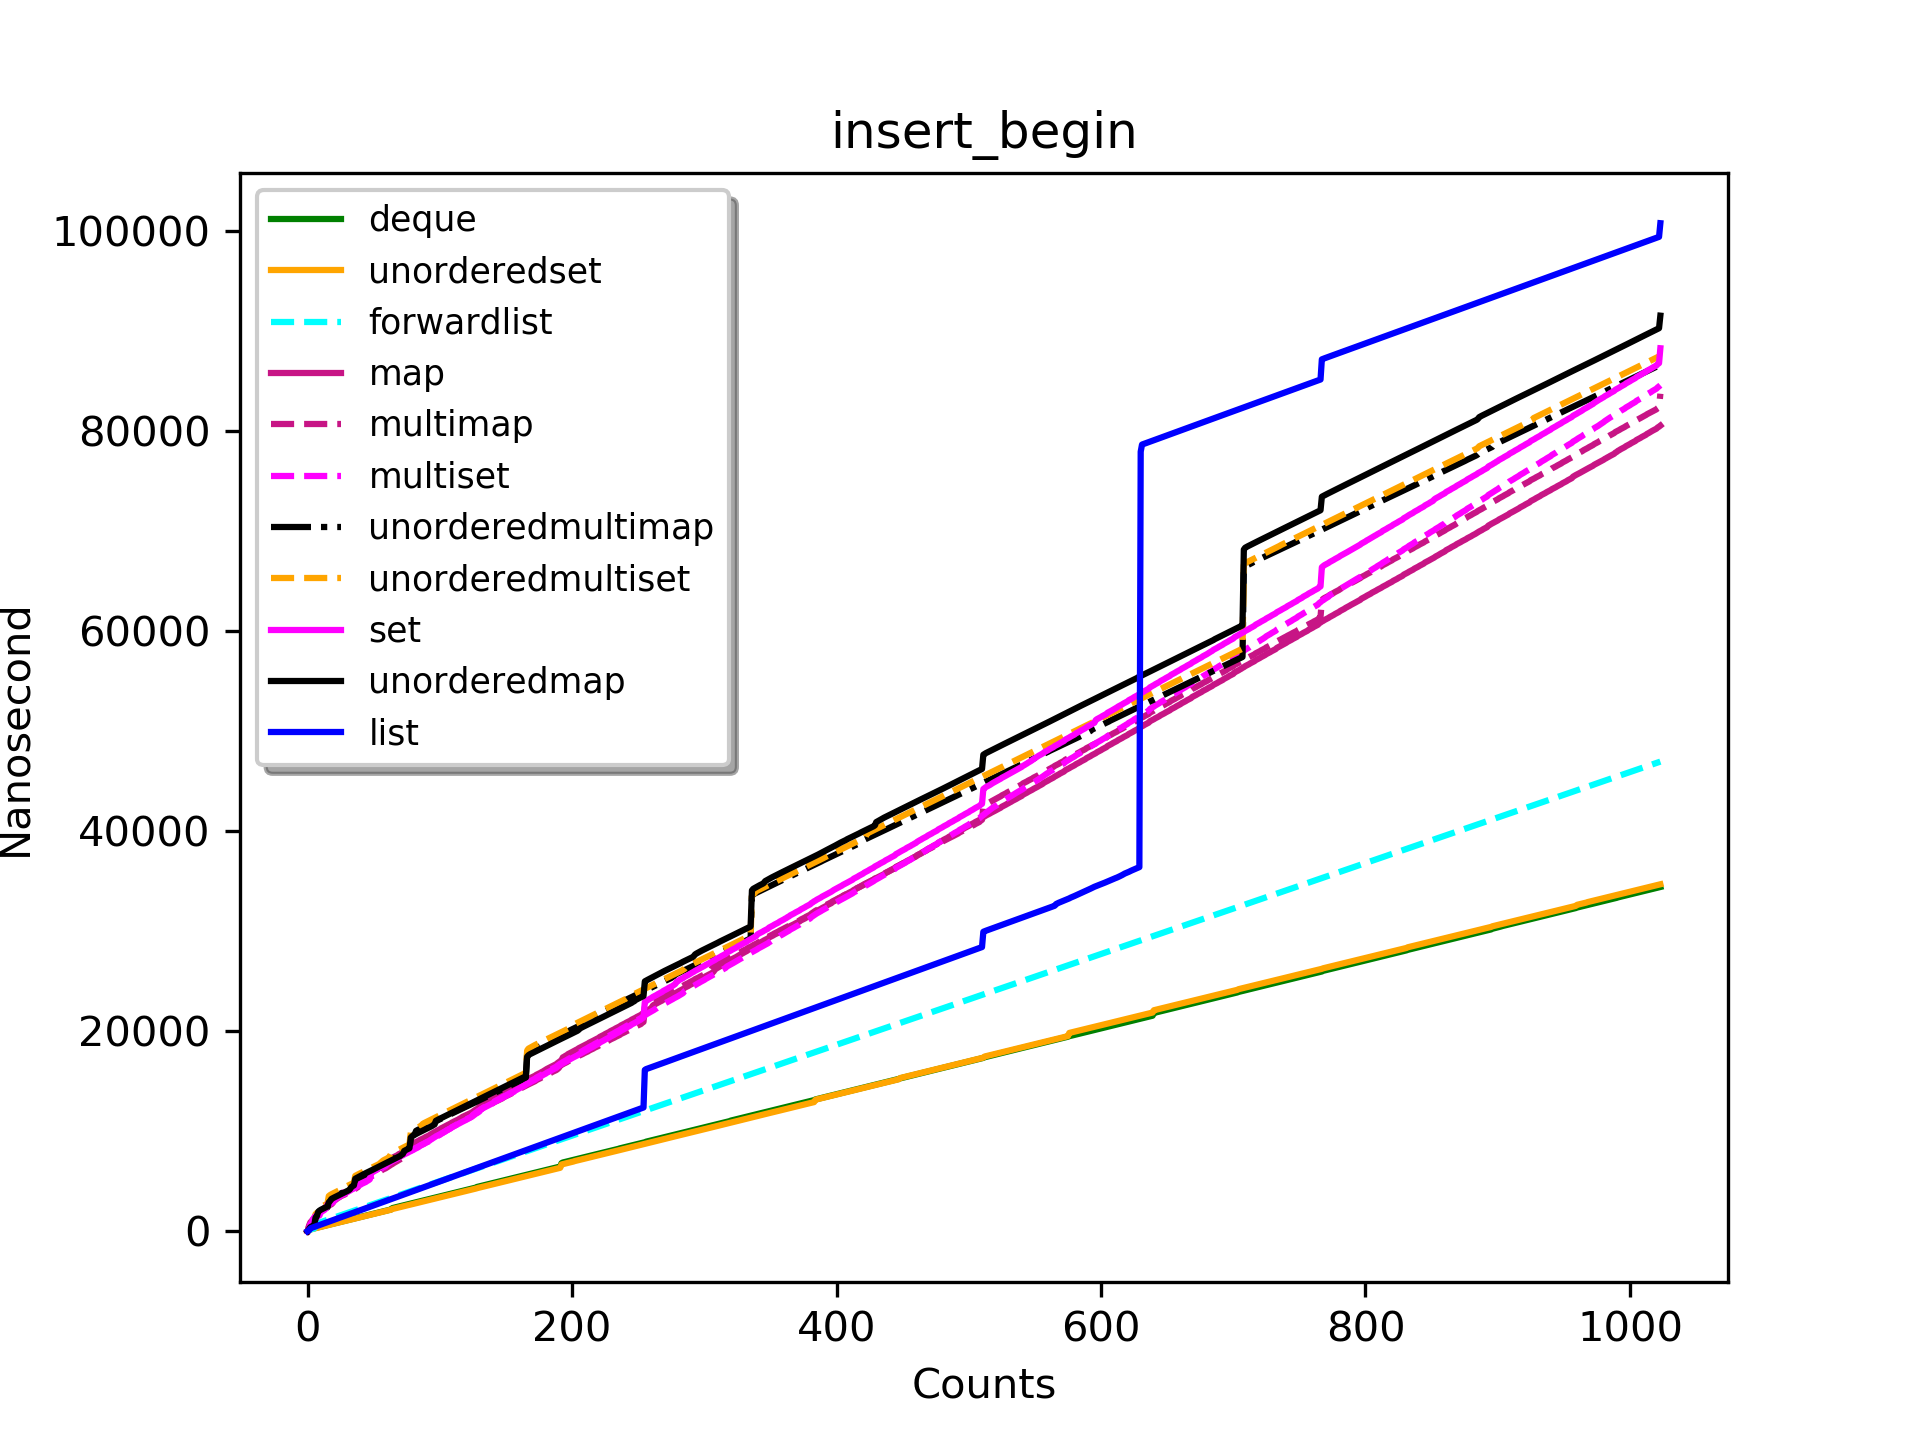 insert_begin
100000
80000
60000
40000
20000
0
Nanosecond
deque
unorderedset
forwardlist
map
multimap
multiset
unorderedmultimap
unorderedmultiset
set
unorderedmap
list
0 200 400 600 800 1000
Counts